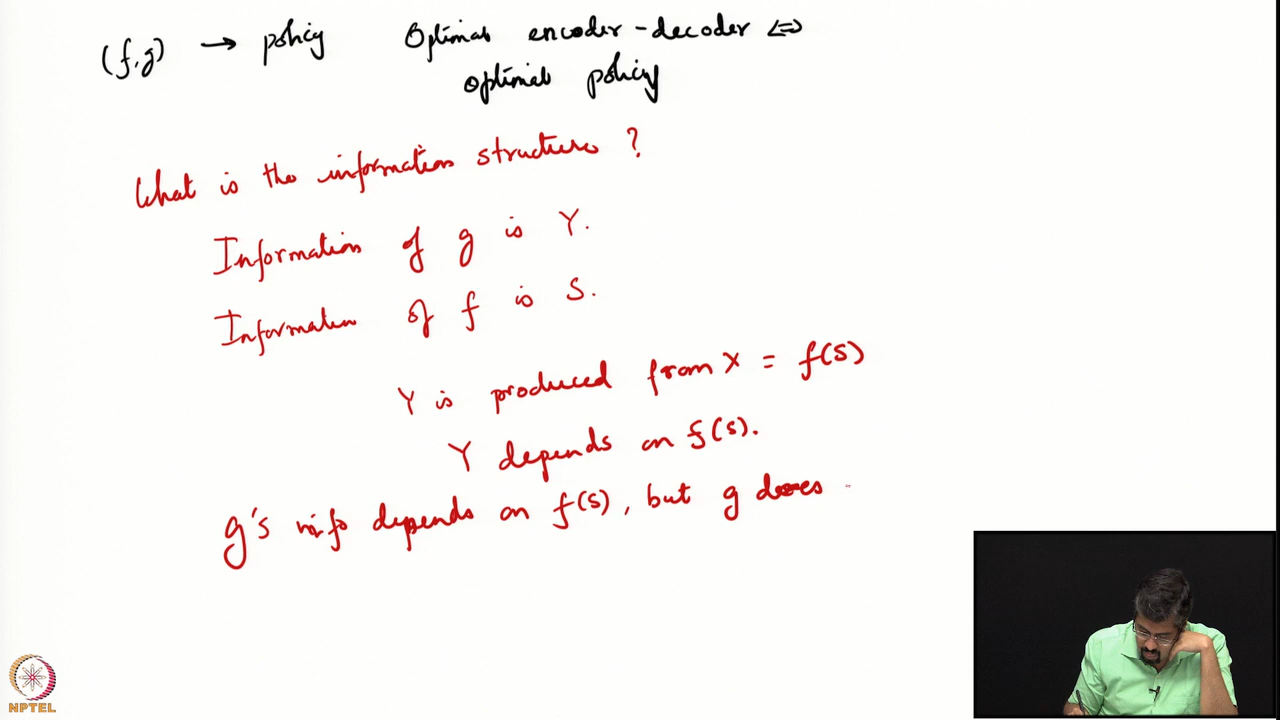 (f,g) → policy Optimal encoder-decoder ⇔
optimal policy
What is the information structure ?
Information of g is Y.
Information of f is S.
Y is produced from X = f(S)
Y depends on f(S).
g's info depends on f(S), but g does
NPTEL